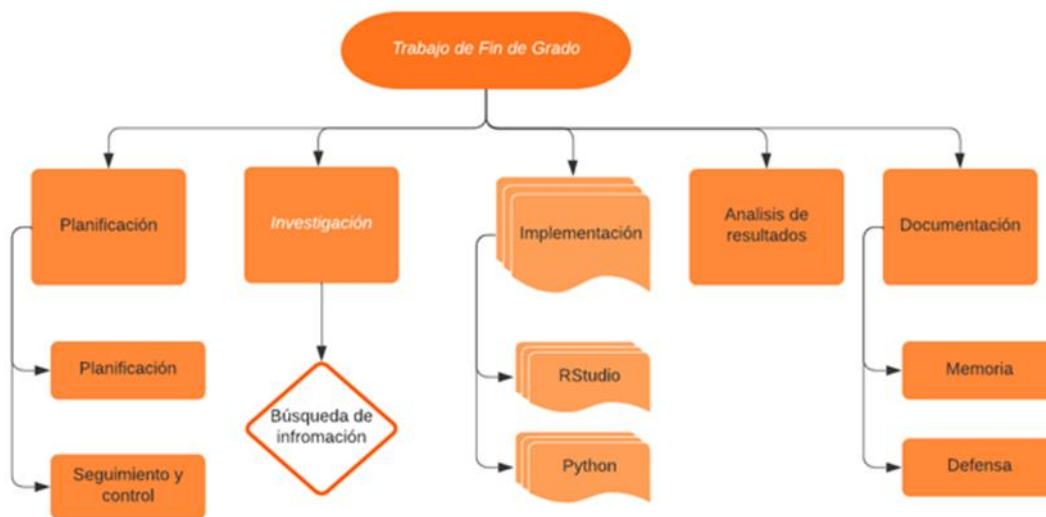 Trabajo de Fin de Grado
Planificación
Investigación
Implementación
Analisis de
resultados
Documentación
Planificación
Búsqueda de
infromación
RStudio
Memoria
Seguimiento y
control
Python
Defensa